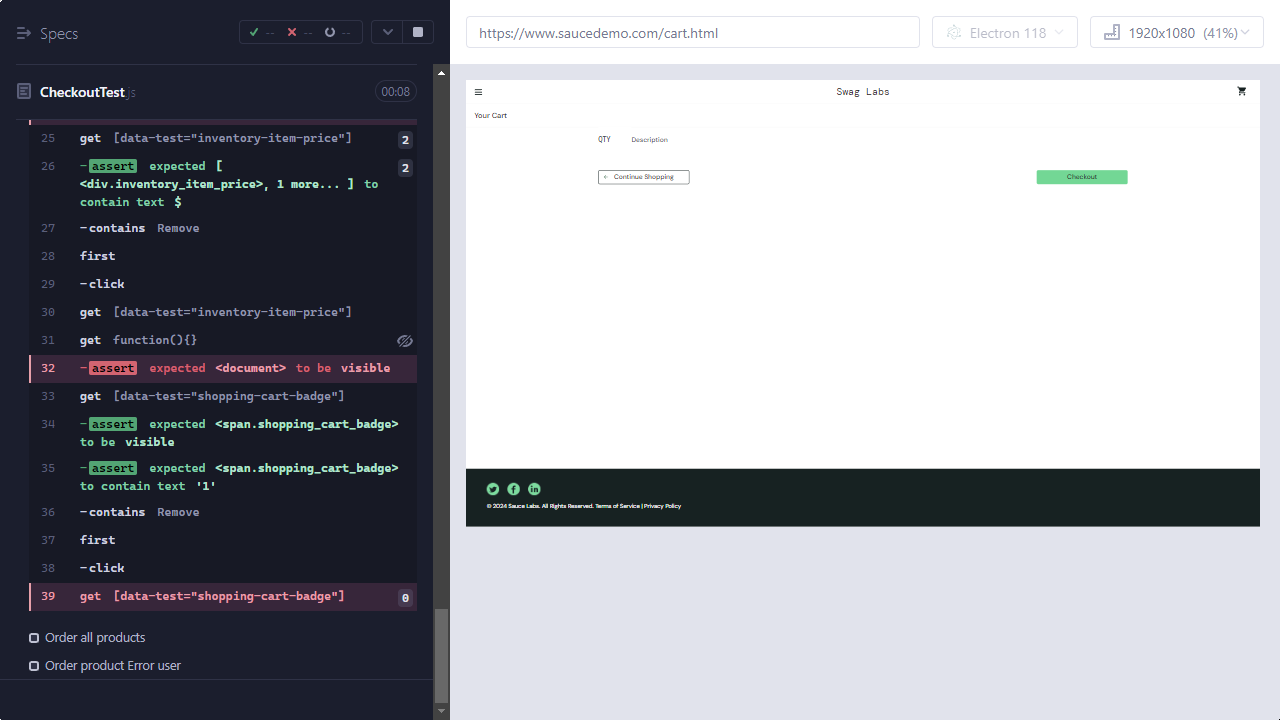 Specs
-- -- --
CheckoutTest.js
00:08
25 get [data-test="inventory-item-price"] 2
26 -assert expected [ 2
<div.inventory_item_price>, 1 more... ] to
contain text $
27 -contains Remove
28 first
29 -click
30 get [data-test="inventory-item-price"]
31 get function(){}
32 -assert expected <document> to be visible
33 get [data-test="shopping-cart-badge"]
34 -assert expected <span.shopping_cart_badge>
to be visible
35 -assert expected <span.shopping_cart_badge>
to contain text '1'
36 -contains Remove
37 first
38 -click
39 get [data-test="shopping-cart-badge"] 0
Order all products
Order product Error user
https://www.saucedemo.com/cart.html
Electron 118
1920x1080 (41%)
Swag Labs
Your Cart
QTY Description
← Continue Shopping
Checkout
© 2024 Sauce Labs. All Rights Reserved. Terms of Service | Privacy Policy